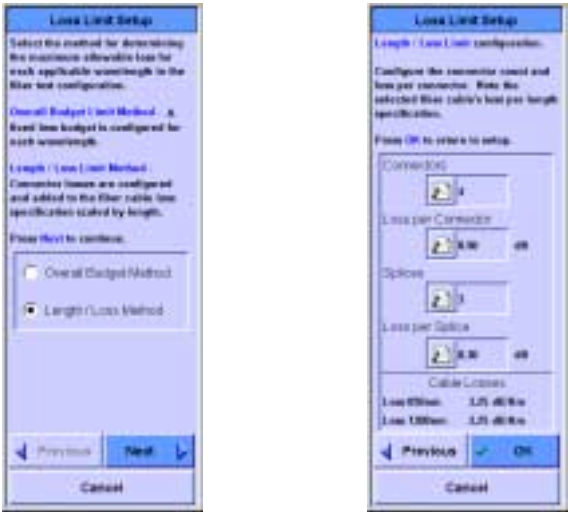 Loss Limit Setup
Select the method for determining
the maximum allowable loss for
each applicable wavelength in the
fiber test configuration.
Overall Budget Limit Method - A
fixed loss budget is configured for
each wavelength.
Length / Loss Limit Method -
Connector losses are configured
and added to the fiber cable loss
specification scaled by length.
Press Next to continue.
Overall Budget Method
Length / Loss Method
Previous
Next
Cancel
Loss Limit Setup
Length / Loss Limit configuration.
Configure the connector count and
loss per connector. Note the
selected fiber cable's loss per length
specification.
Press OK to return to setup.
Connectors
Loss per Connector
dB
Splices
3
Loss per Splice
dB
Cable Losses
Loss
Loss
Previous
OK
Cancel